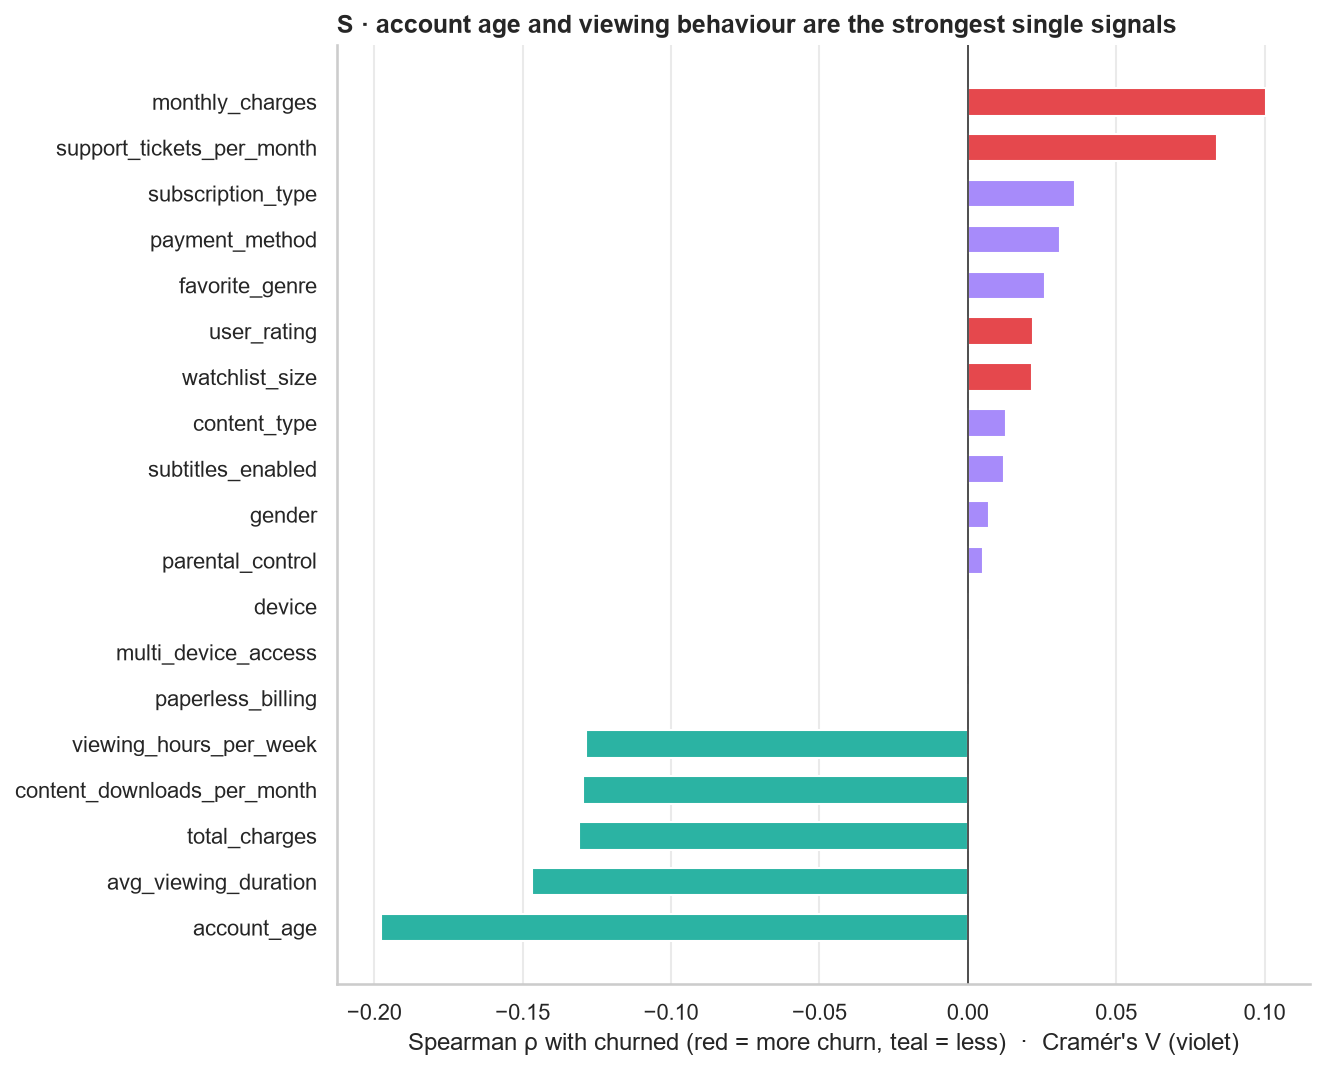 S · account age and viewing behaviour are the strongest single signals
monthly_charges
support_tickets_per_month
subscription_type
payment_method
favorite_genre
user_rating
watchlist_size
content_type
subtitles_enabled
gender
parental_control
device
multi_device_access
paperless_billing
viewing_hours_per_week
content_downloads_per_month
total_charges
avg_viewing_duration
account_age
−0.20 −0.15 −0.10 −0.05 0.00 0.05 0.10
Spearman ρ with churned (red = more churn, teal = less) · Cramér's V (violet)